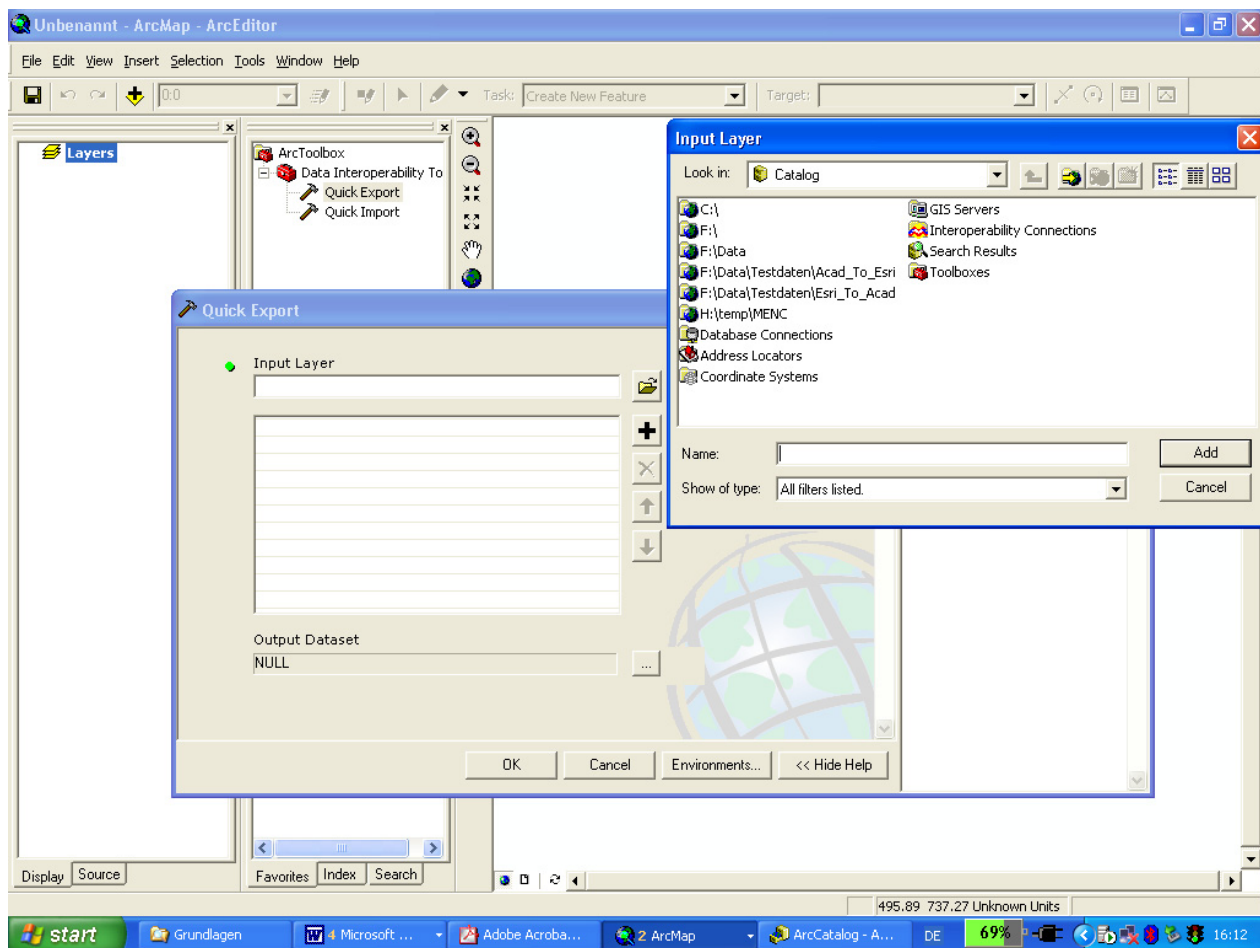 Unbenannt - ArcMap - ArcEditor
File Edit View Insert Selection Tools Window Help
0:0
Task: Create New Feature
Target:
Layers
ArcToolbox
Data Interoperability To
Quick Export
Quick Import
Input Layer
Look in: Catalog
C:\
F:\
F:\Data
F:\Data\Testdaten\Acad_To_Esri
F:\Data\Testdaten\Esri_To_Acad
H:\temp\MENC
Database Connections
Address Locators
Coordinate Systems
GIS Servers
Interoperability Connections
Search Results
Toolboxes
Name:
Add
Show of type: All filters listed.
Cancel
Quick Export
Input Layer
Output Dataset
NULL
...
OK Cancel Environments... << Hide Help
Display Source
Favorites Index Search
495.89 737.27 Unknown Units
start
Grundlagen
4 Microsoft ...
Adobe Acroba...
2 ArcMap
ArcCatalog - A...
DE
69%
16:12